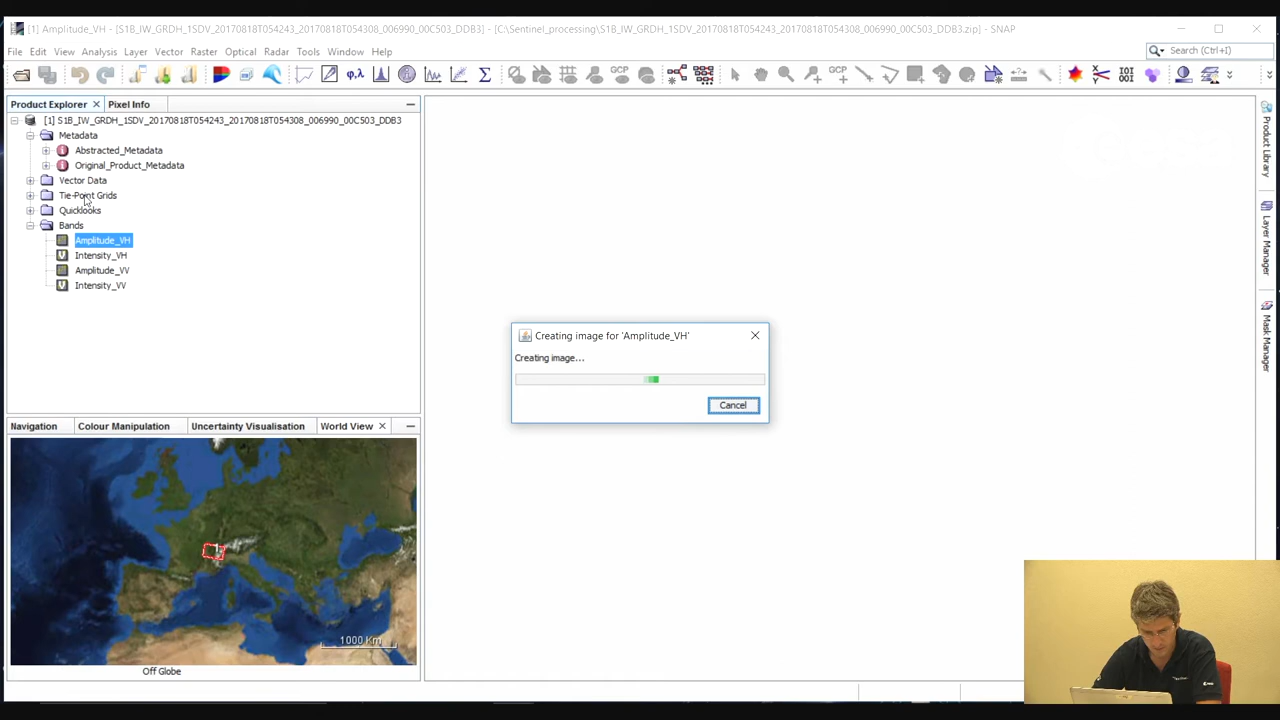 [1] Amplitude_VH - [S1B_IW_GRDH_1SDV_20170818T054243_20170818T054308_006990_00C503_DDB3] - [C:\Sentinel_processing\S1B_IW_GRDH_1SDV_20170818T054243_20170818T054308_006990_00C503_DDB3.zip] - SNAP
File Edit View Analysis Layer Vector Raster Optical Radar Tools Window Help
Search (Ctrl+I)
φ,λ Σ GCP GCP
Product Explorer Pixel Info
[1] S1B_IW_GRDH_1SDV_20170818T054243_20170818T054308_006990_00C503_DDB3
Metadata
Abstracted_Metadata
Original_Product_Metadata
Vector Data
Tie-Point Grids
Quicklooks
Bands
Amplitude_VH
Intensity_VH
Amplitude_VV
Intensity_VV
Creating image for 'Amplitude_VH'
Creating image...
Cancel
Navigation Colour Manipulation Uncertainty Visualisation World View
1000 Km
Off Globe
Product Library
Layer Manager
Mask Manager